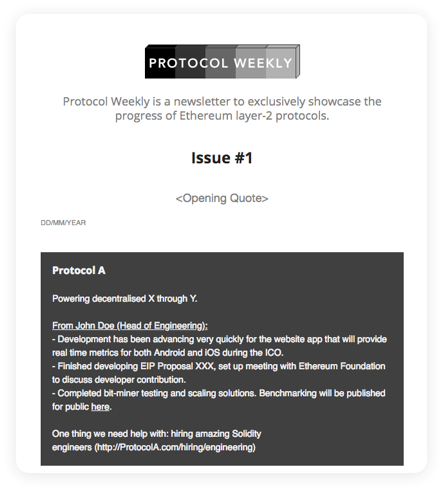 PROTOCOL WEEKLY
Protocol Weekly is a newsletter to exclusively showcase the
progress of Ethereum layer-2 protocols.
Issue #1
<Opening Quote>
DD/MM/YEAR
Protocol A
Powering decentralised X through Y.
From John Doe (Head of Engineering):
- Development has been advancing very quickly for the website app that will provide
real time metrics for both Android and iOS during the ICO.
- Finished developing EIP Proposal XXX, set up meeting with Ethereum Foundation
to discuss developer contribution.
- Completed bit-miner testing and scaling solutions. Benchmarking will be published
for public here.
One thing we need help with: hiring amazing Solidity
engineers (http://ProtocolA.com/hiring/engineering)